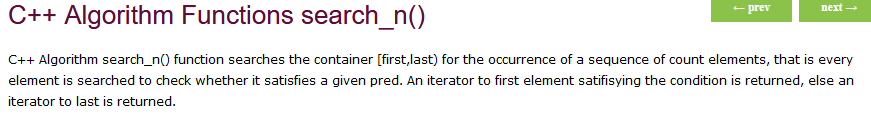 C++ Algorithm Functions search_n()
← prev
next →
C++ Algorithm search_n() function searches the container [first,last) for the occurrence of a sequence of count elements, that is every
element is searched to check whether it satisfies a given pred. An iterator to first element satifisying the condition is returned, else an
iterator to last is returned.